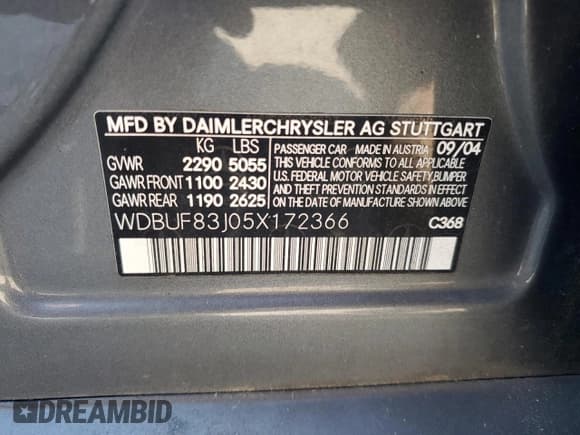 MFD BY DAIMLERCHRYSLER AG STUTTGART
KG LBS PASSENGER CAR MADE IN AUSTRIA 09/04
GVWR 2290 5055 THIS VEHICLE CONFORMS TO ALL APPLICABLE
GAWR FRONT 1100 2430 U.S. FEDERAL MOTOR VEHICLE SAFETY,BUMPER
GAWR REAR 1190 2625 AND THEFT PREVENTION STANDARDS IN EFFECT
ON THE DATE OF MANUFACTURE SHOWN ABOVE.
WDBUF83J05X172366 C368
DREAMBID